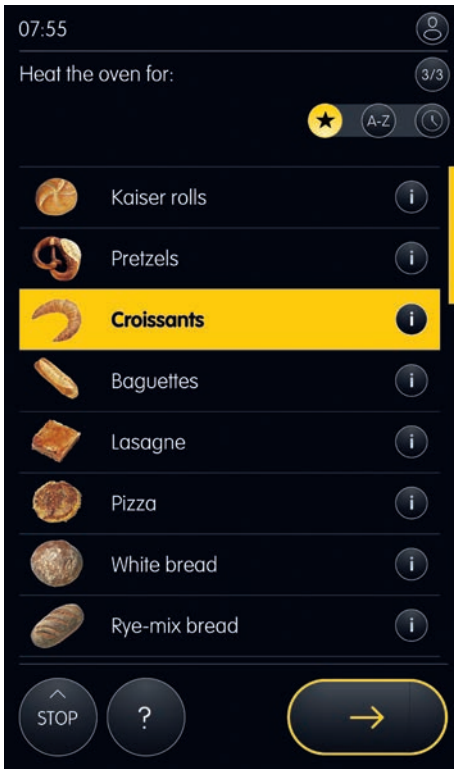 07:55
Heat the oven for:
3/3
A-Z
Kaiser rolls
i
Pretzels
i
Croissants
i
Baguettes
i
Lasagne
i
Pizza
i
White bread
i
Rye-mix bread
i
STOP
?